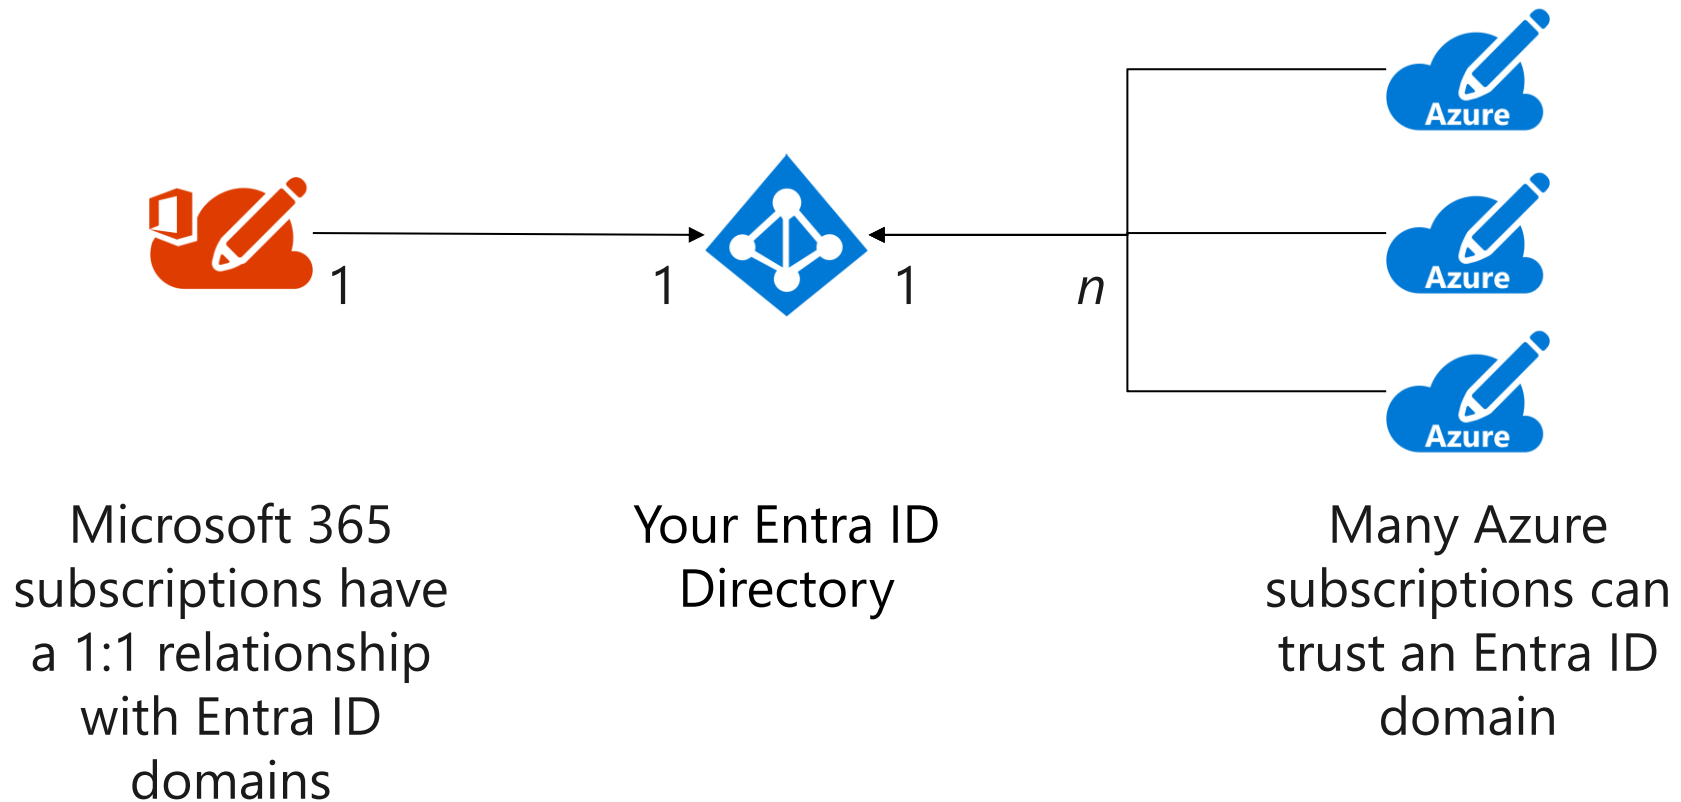 Azure
Azure
Azure
1
1
1
n
Microsoft 365
subscriptions have
a 1:1 relationship
with Entra ID
domains
Your Entra ID
Directory
Many Azure
subscriptions can
trust an Entra ID
domain